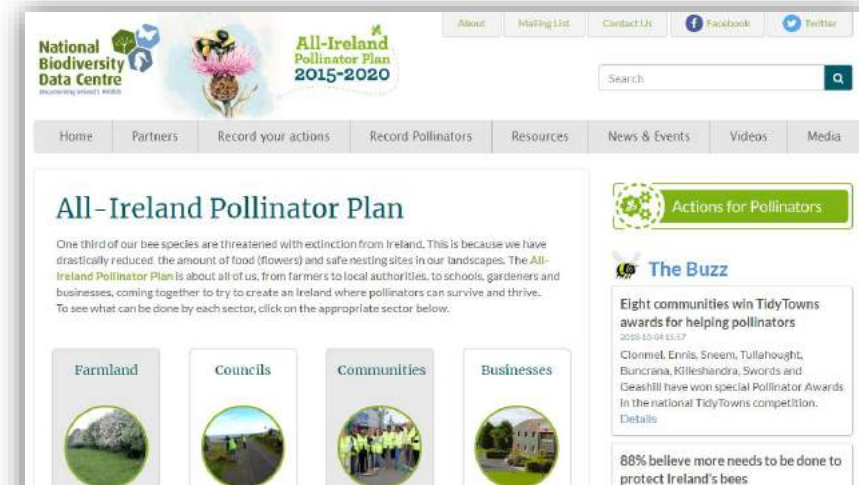 About Mailing List Contact Us Facebook Twitter
National
Biodiversity
Data Centre
Documenting Ireland's Wildlife
All-Ireland
Pollinator Plan
2015-2020
Search
Home Partners Record your actions Record Pollinators Resources News & Events Videos Media
All-Ireland Pollinator Plan
One third of our bee species are threatened with extinction from Ireland. This is because we have
drastically reduced the amount of food (flowers) and safe nesting sites in our landscapes. The All-
Ireland Pollinator Plan is about all of us, from farmers to local authorities, to schools, gardeners and
businesses, coming together to try to create an Ireland where pollinators can survive and thrive.
To see what can be done by each sector, click on the appropriate sector below.
Farmland Councils Communities Businesses
Actions for Pollinators
The Buzz
Eight communities win TidyTowns
awards for helping pollinators
2018-10-04 15:57
Clonmel, Ennis, Sneem, Tullahought,
Buncrana, Killeshandra, Swords and
Geashill have won special Pollinator Awards
in the national TidyTowns competition.
Details
88% believe more needs to be done to
protect Ireland's bees